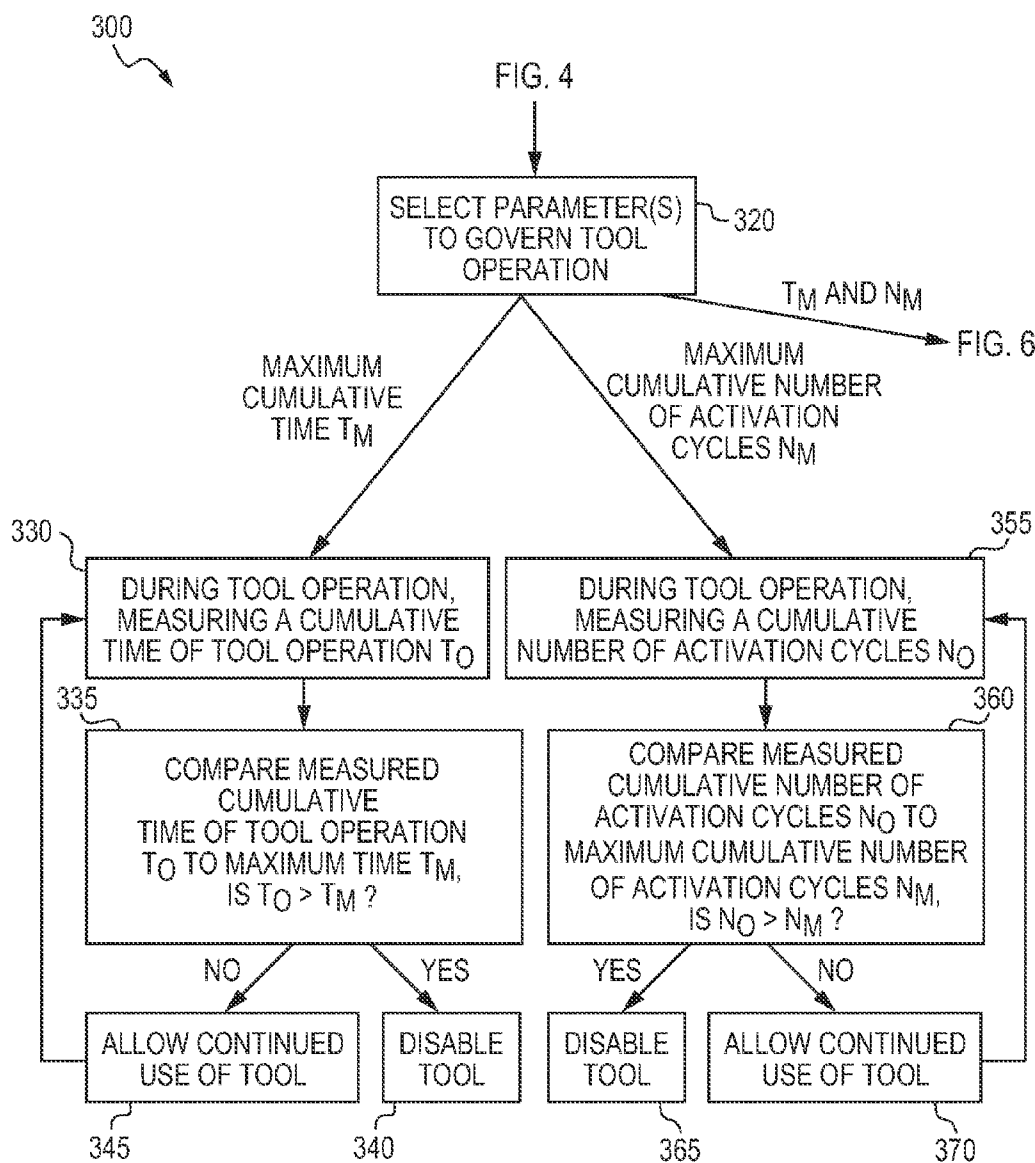 300
FIG. 4
SELECT PARAMETER(S)
TO GOVERN TOOL
OPERATION
320
TM AND NM
FIG. 6
MAXIMUM
CUMULATIVE
TIME TM
MAXIMUM
CUMULATIVE NUMBER
OF ACTIVATION
CYCLES NM
330
DURING TOOL OPERATION,
MEASURING A CUMULATIVE
TIME OF TOOL OPERATION TO
355
DURING TOOL OPERATION,
MEASURING A CUMULATIVE
NUMBER OF ACTIVATION CYCLES NO
335
COMPARE MEASURED
CUMULATIVE
TIME OF TOOL OPERATION
TO TO MAXIMUM TIME TM,
IS TO > TM ?
360
COMPARE MEASURED
CUMULATIVE NUMBER OF
ACTIVATION CYCLES NO TO
MAXIMUM CUMULATIVE NUMBER
OF ACTIVATION CYCLES NM,
IS NO > NM ?
NO
YES
YES
NO
ALLOW CONTINUED
USE OF TOOL
DISABLE
TOOL
DISABLE
TOOL
ALLOW CONTINUED
USE OF TOOL
345
340
365
370